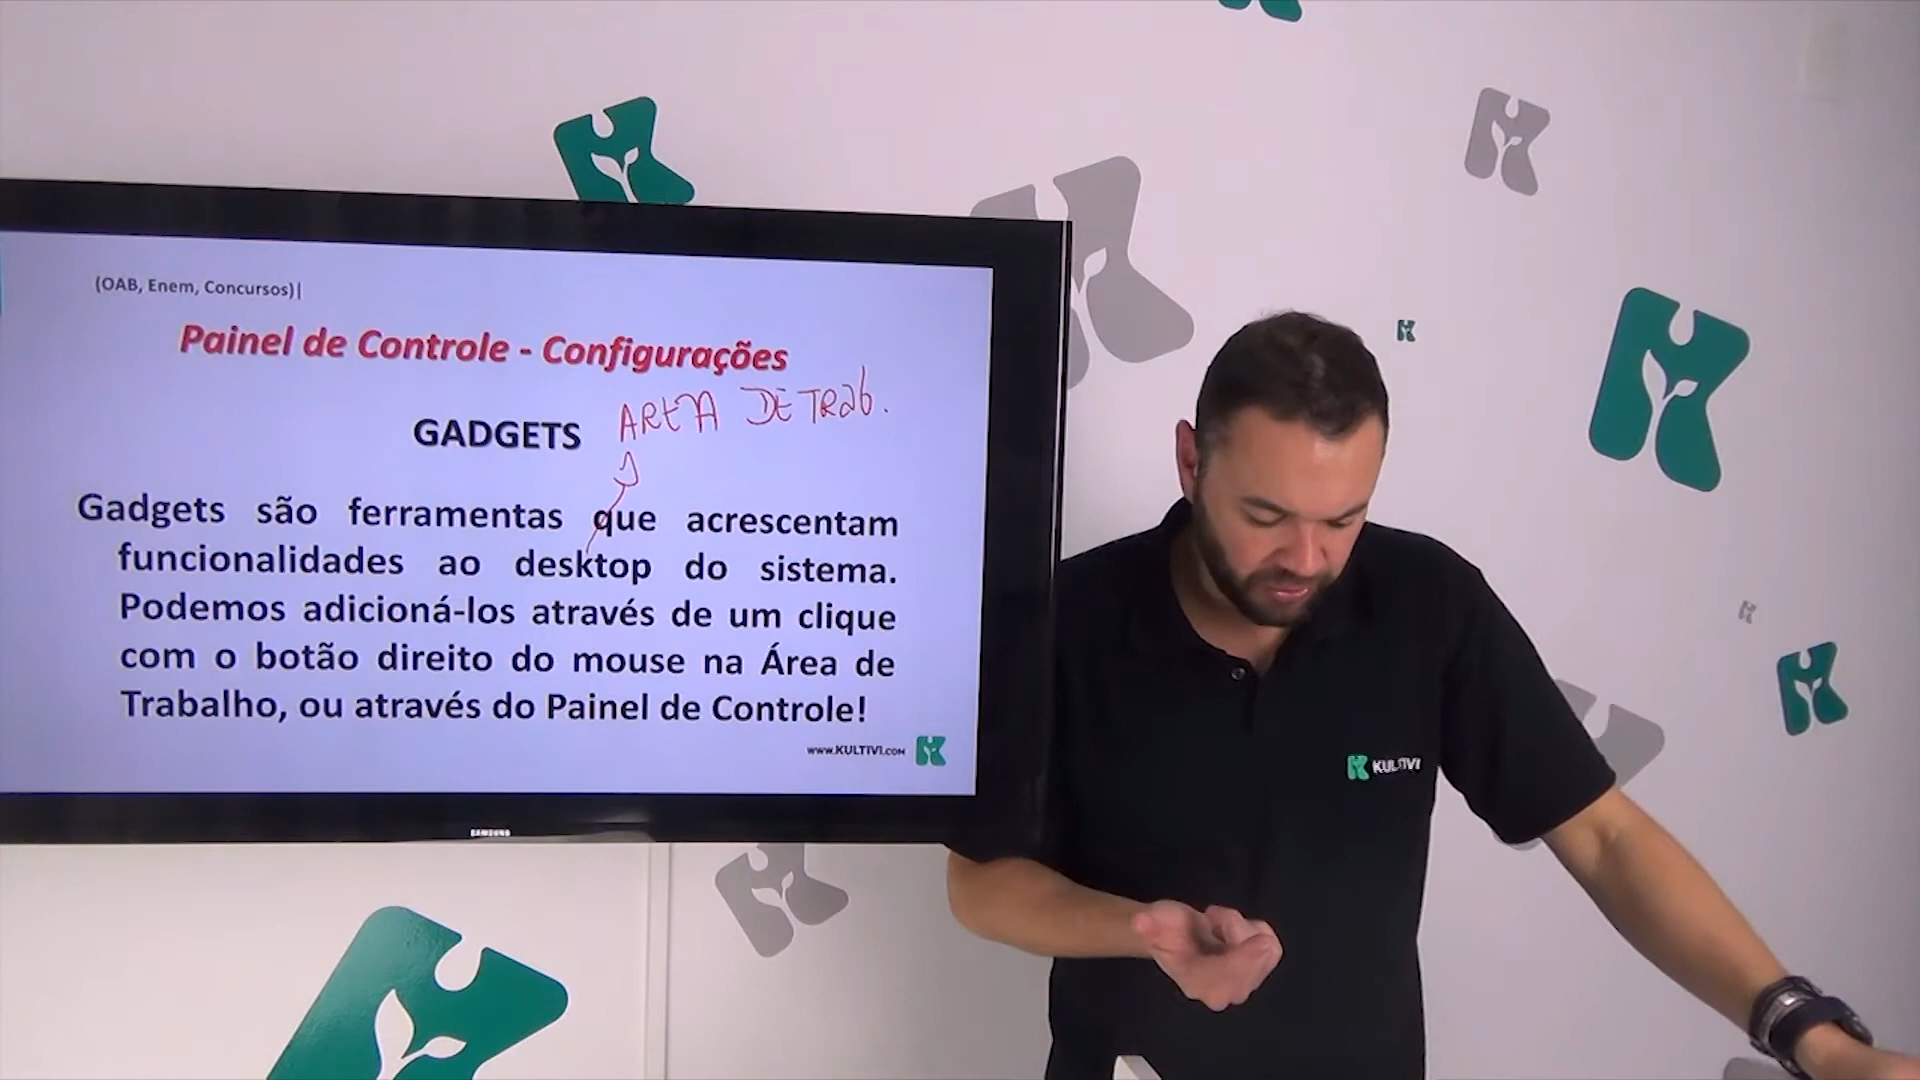 (OAB, Enem, Concursos)|
Painel de Controle - Configurações
AREA DE TRAB.
GADGETS
Gadgets são ferramentas que acrescentam
funcionalidades ao desktop do sistema.
Podemos adicioná-los através de um clique
com o botão direito do mouse na Área de
Trabalho, ou através do Painel de Controle!
WWW.KULTIVI.COM
SAMSUNG
KULTIVI